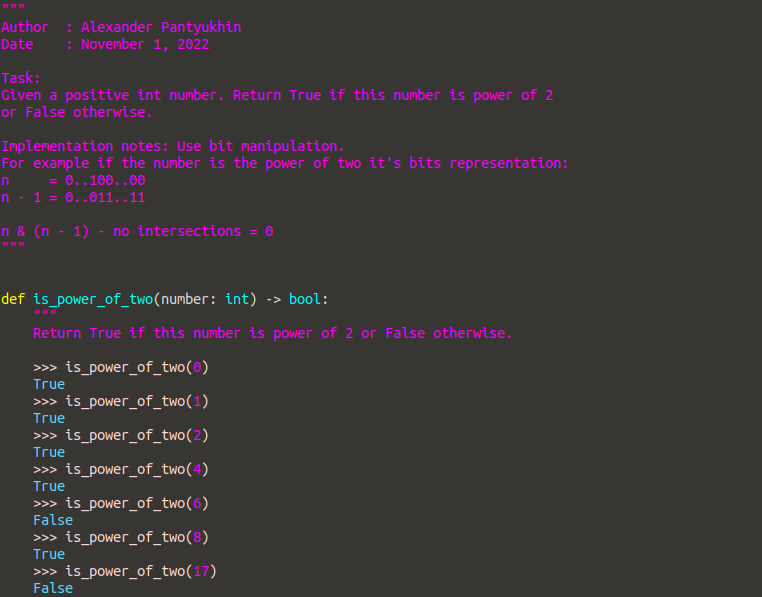 """
Author  : Alexander Pantyukhin
Date    : November 1, 2022

Task:
Given a positive int number. Return True if this number is power of 2
or False otherwise.

Implementation notes: Use bit manipulation.
For example if the number is the power of two it's bits representation:
n     = 0..100..00
n - 1 = 0..011..11

n & (n - 1) - no intersections = 0
"""


def is_power_of_two(number: int) -> bool:
    """
    Return True if this number is power of 2 or False otherwise.

    >>> is_power_of_two(0)
    True
    >>> is_power_of_two(1)
    True
    >>> is_power_of_two(2)
    True
    >>> is_power_of_two(4)
    True
    >>> is_power_of_two(6)
    False
    >>> is_power_of_two(8)
    True
    >>> is_power_of_two(17)
    False